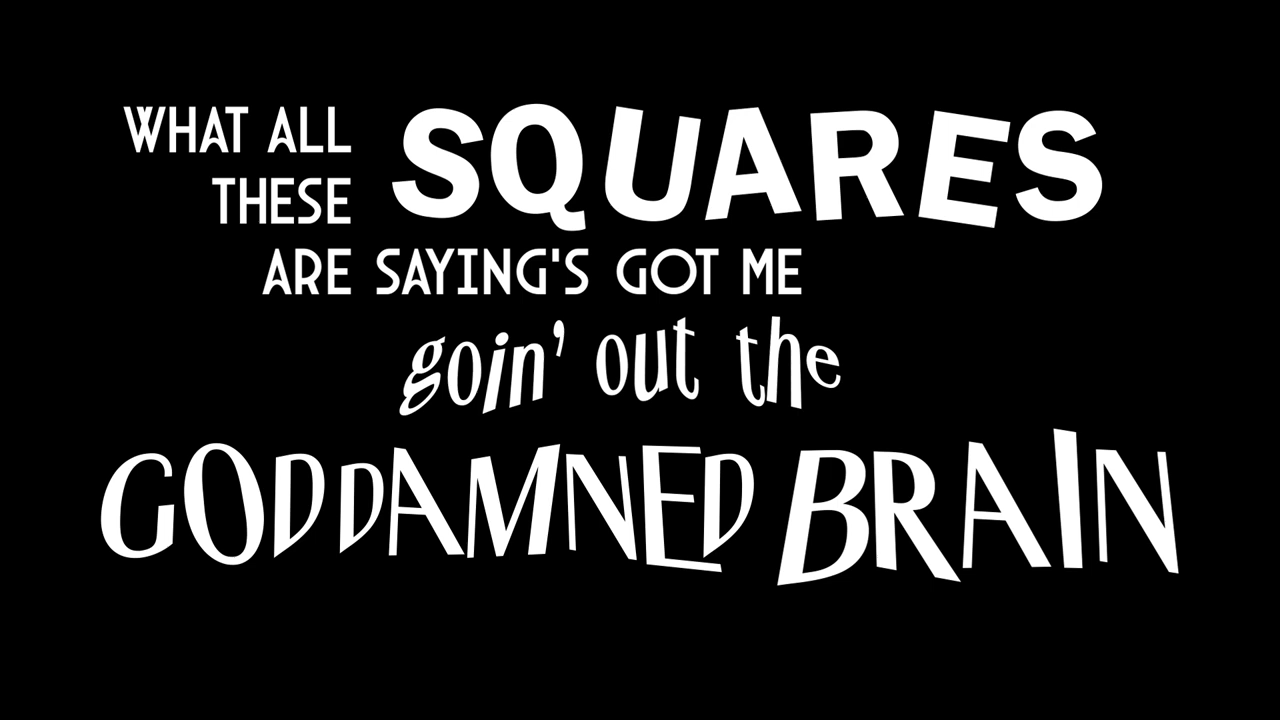 WHAT ALL
THESE SQUARES
ARE SAYING'S GOT ME
goin' out the
GODDAMNED BRAIN